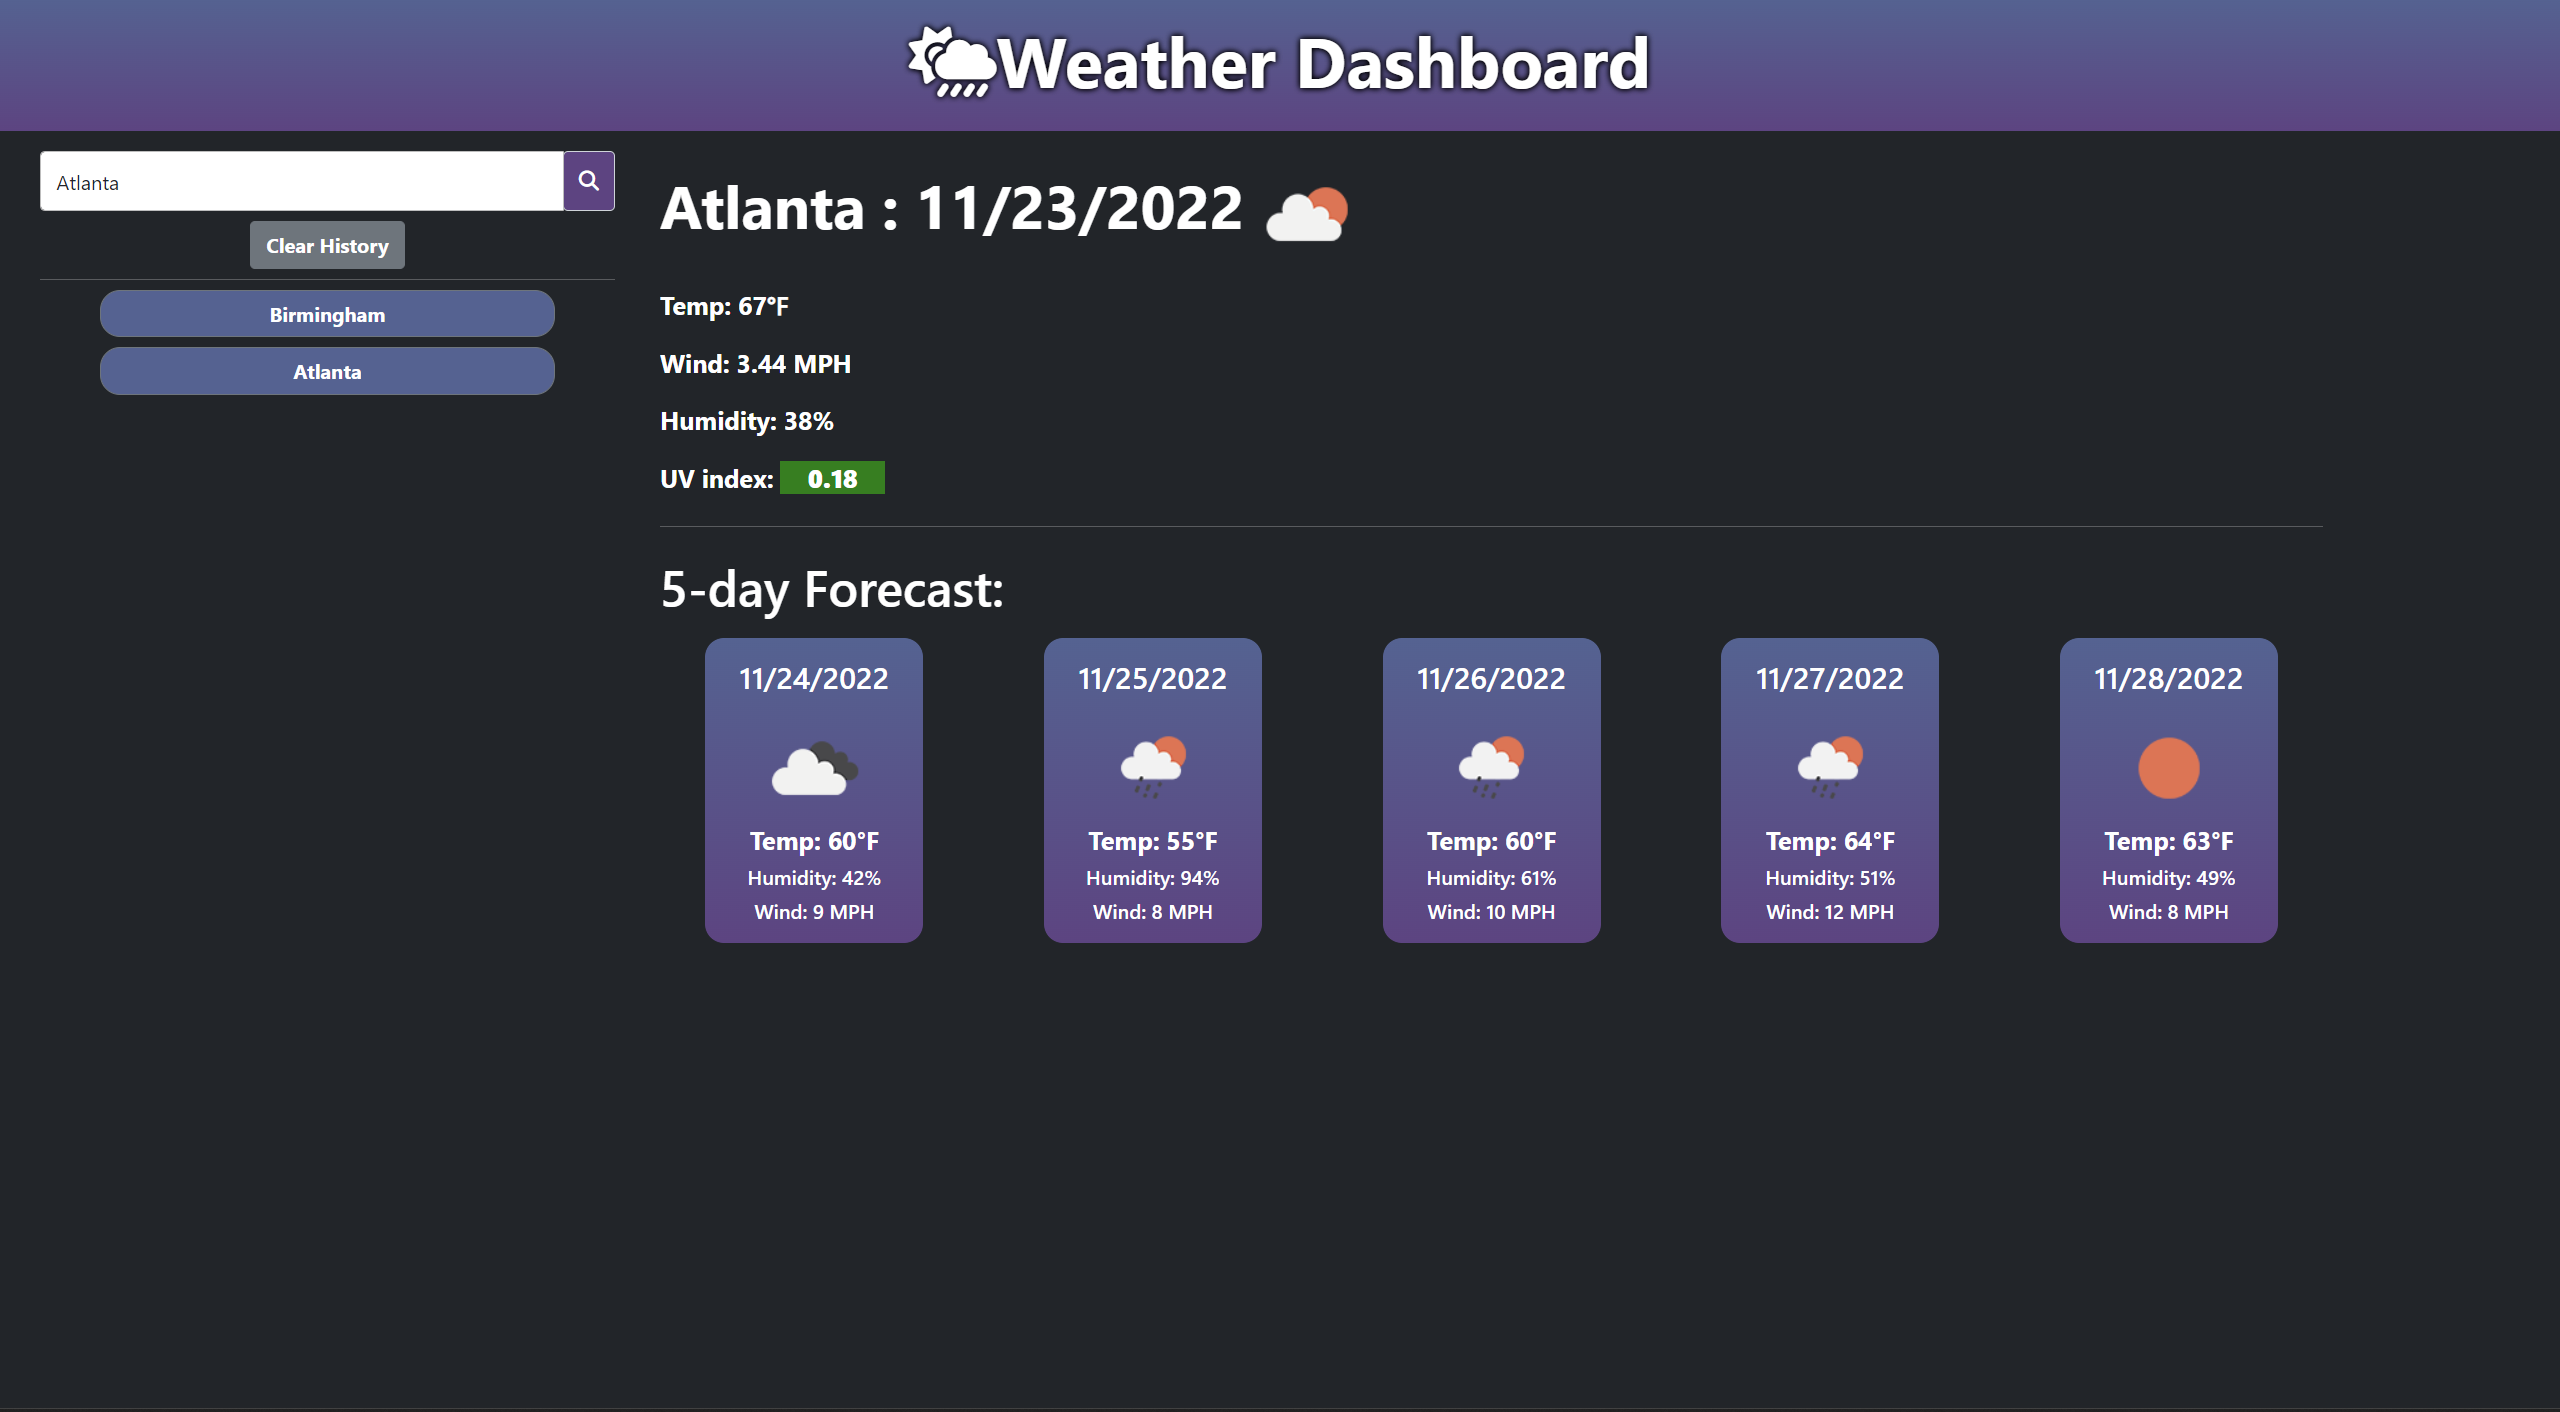 Weather Dashboard
Atlanta
Clear History
Birmingham
Atlanta
Atlanta : 11/23/2022
Temp: 67°F
Wind: 3.44 MPH
Humidity: 38%
UV index: 0.18
5-day Forecast:
11/24/2022
Temp: 60°F
Humidity: 42%
Wind: 9 MPH
11/25/2022
Temp: 55°F
Humidity: 94%
Wind: 8 MPH
11/26/2022
Temp: 60°F
Humidity: 61%
Wind: 10 MPH
11/27/2022
Temp: 64°F
Humidity: 51%
Wind: 12 MPH
11/28/2022
Temp: 63°F
Humidity: 49%
Wind: 8 MPH